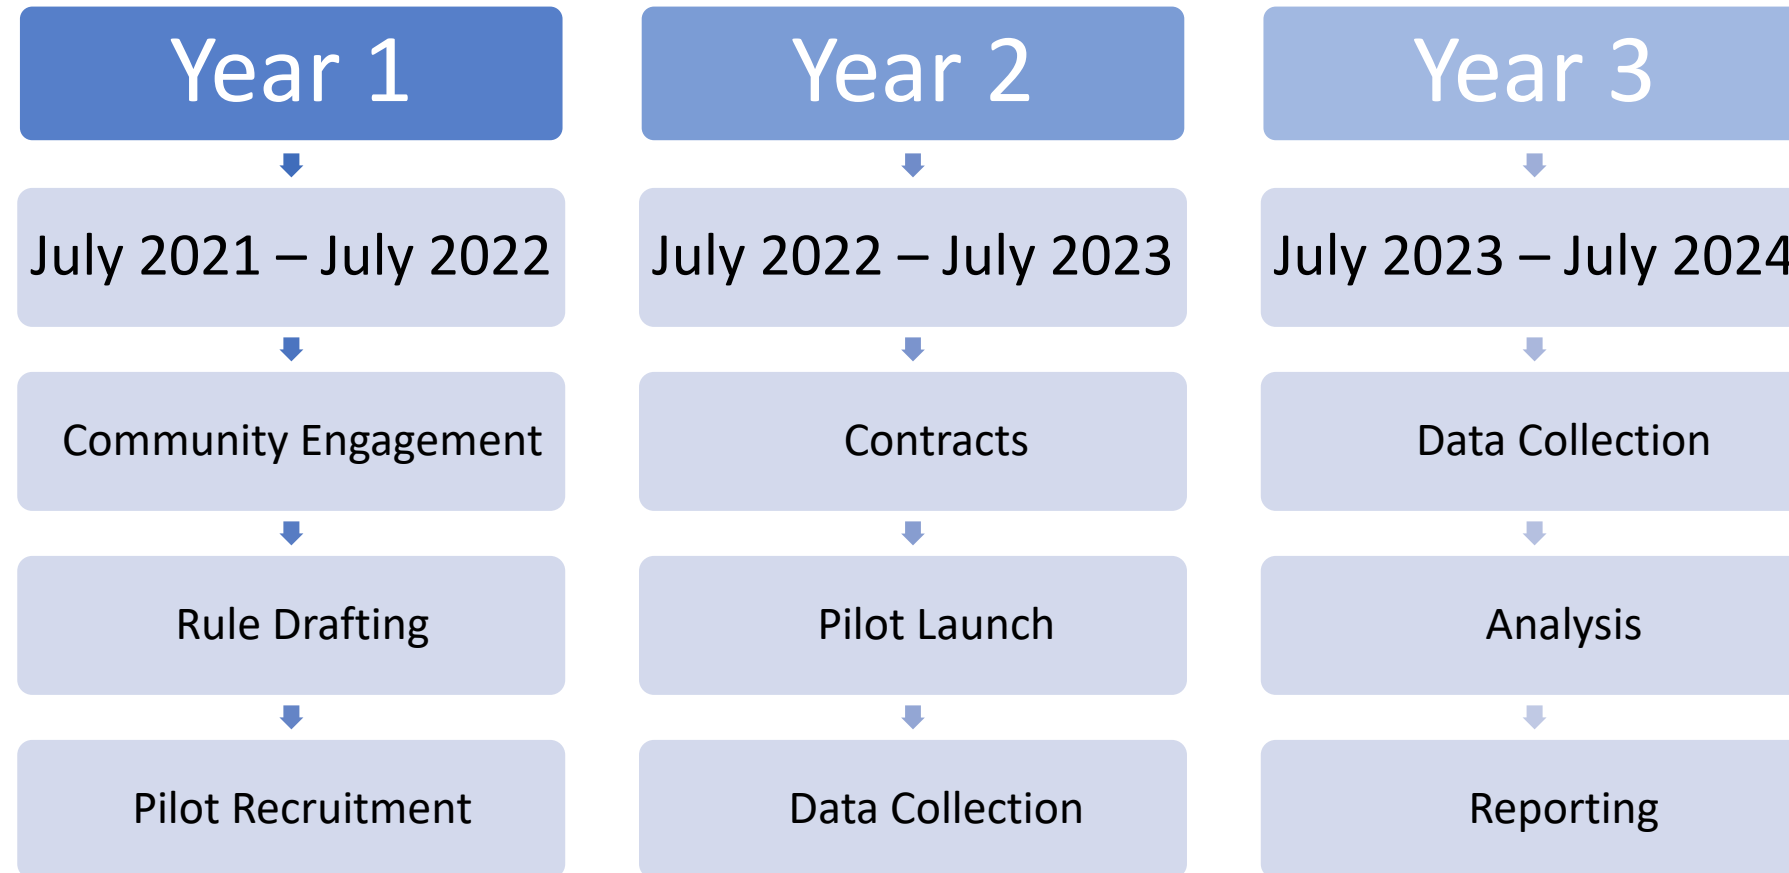 Year 1
July 2021 – July 2022
Community Engagement
Rule Drafting
Pilot Recruitment
Year 2
July 2022 – July 2023
Contracts
Pilot Launch
Data Collection
Year 3
July 2023 – July 2024
Data Collection
Analysis
Reporting